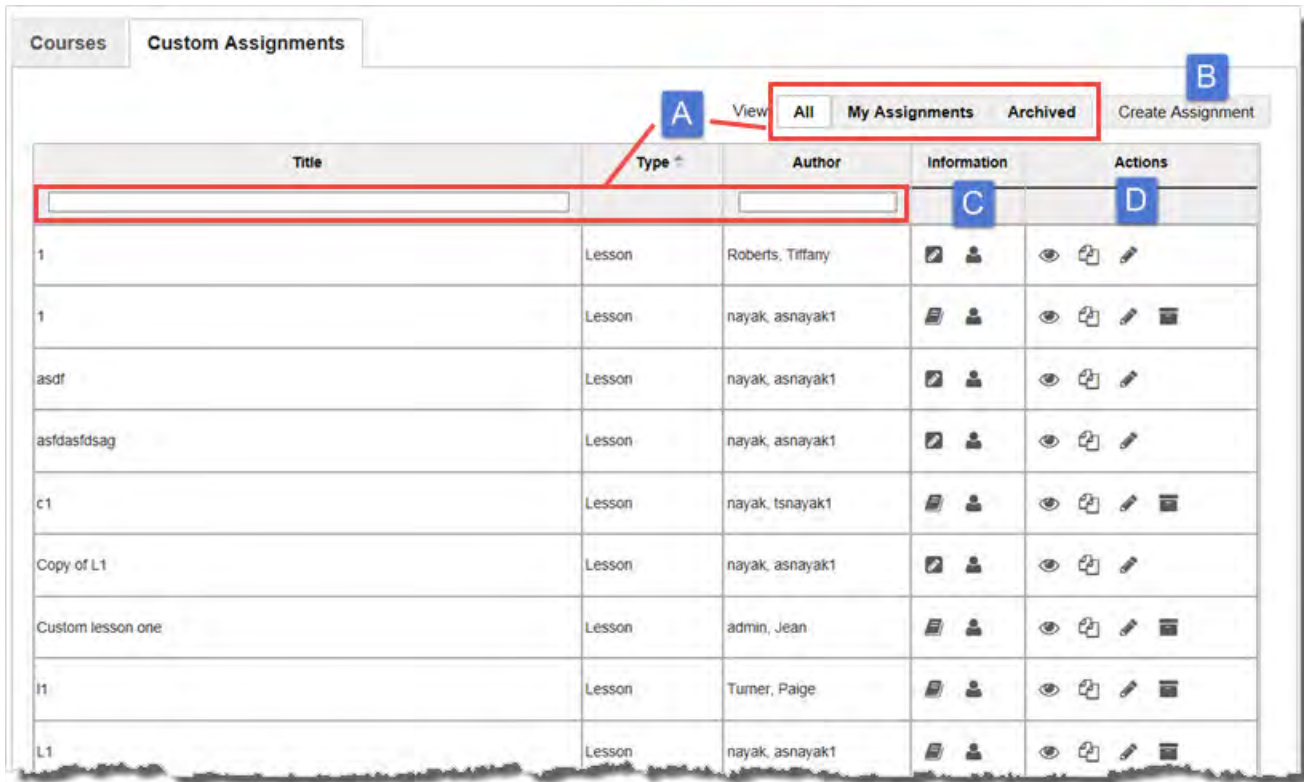 Courses Custom Assignments
B
A View All My Assignments Archived Create Assignment
Title Type Author Information Actions
C D
1 Lesson Roberts, Tiffany
1 Lesson nayak, asnayak1
asdf Lesson nayak, asnayak1
asfdasfdsag Lesson nayak, asnayak1
c1 Lesson nayak, tsnayak1
Copy of L1 Lesson nayak, asnayak1
Custom lesson one Lesson admin, Jean
l1 Lesson Turner, Paige
L1 Lesson nayak, asnayak1